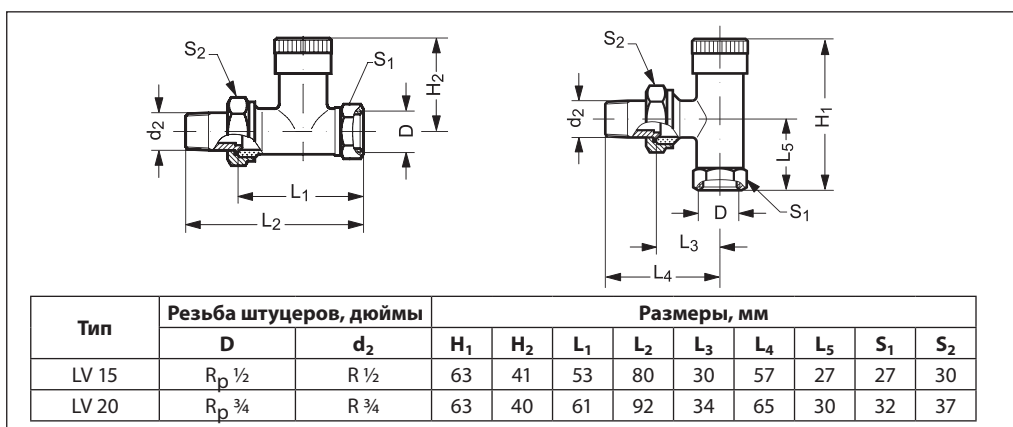 S₂
S₁
H₂
d₂
D
L₁
L₂
S₂
H₁
d₂
L₅
D
S₁
L₃
L₄
Тип Резьба штуцеров, дюймы Размеры, мм
D d₂ H₁ H₂ L₁ L₂ L₃ L₄ L₅ S₁ S₂
LV 15 Rp ½ R ½ 63 41 53 80 30 57 27 27 30
LV 20 Rp ¾ R ¾ 63 40 61 92 34 65 30 32 37